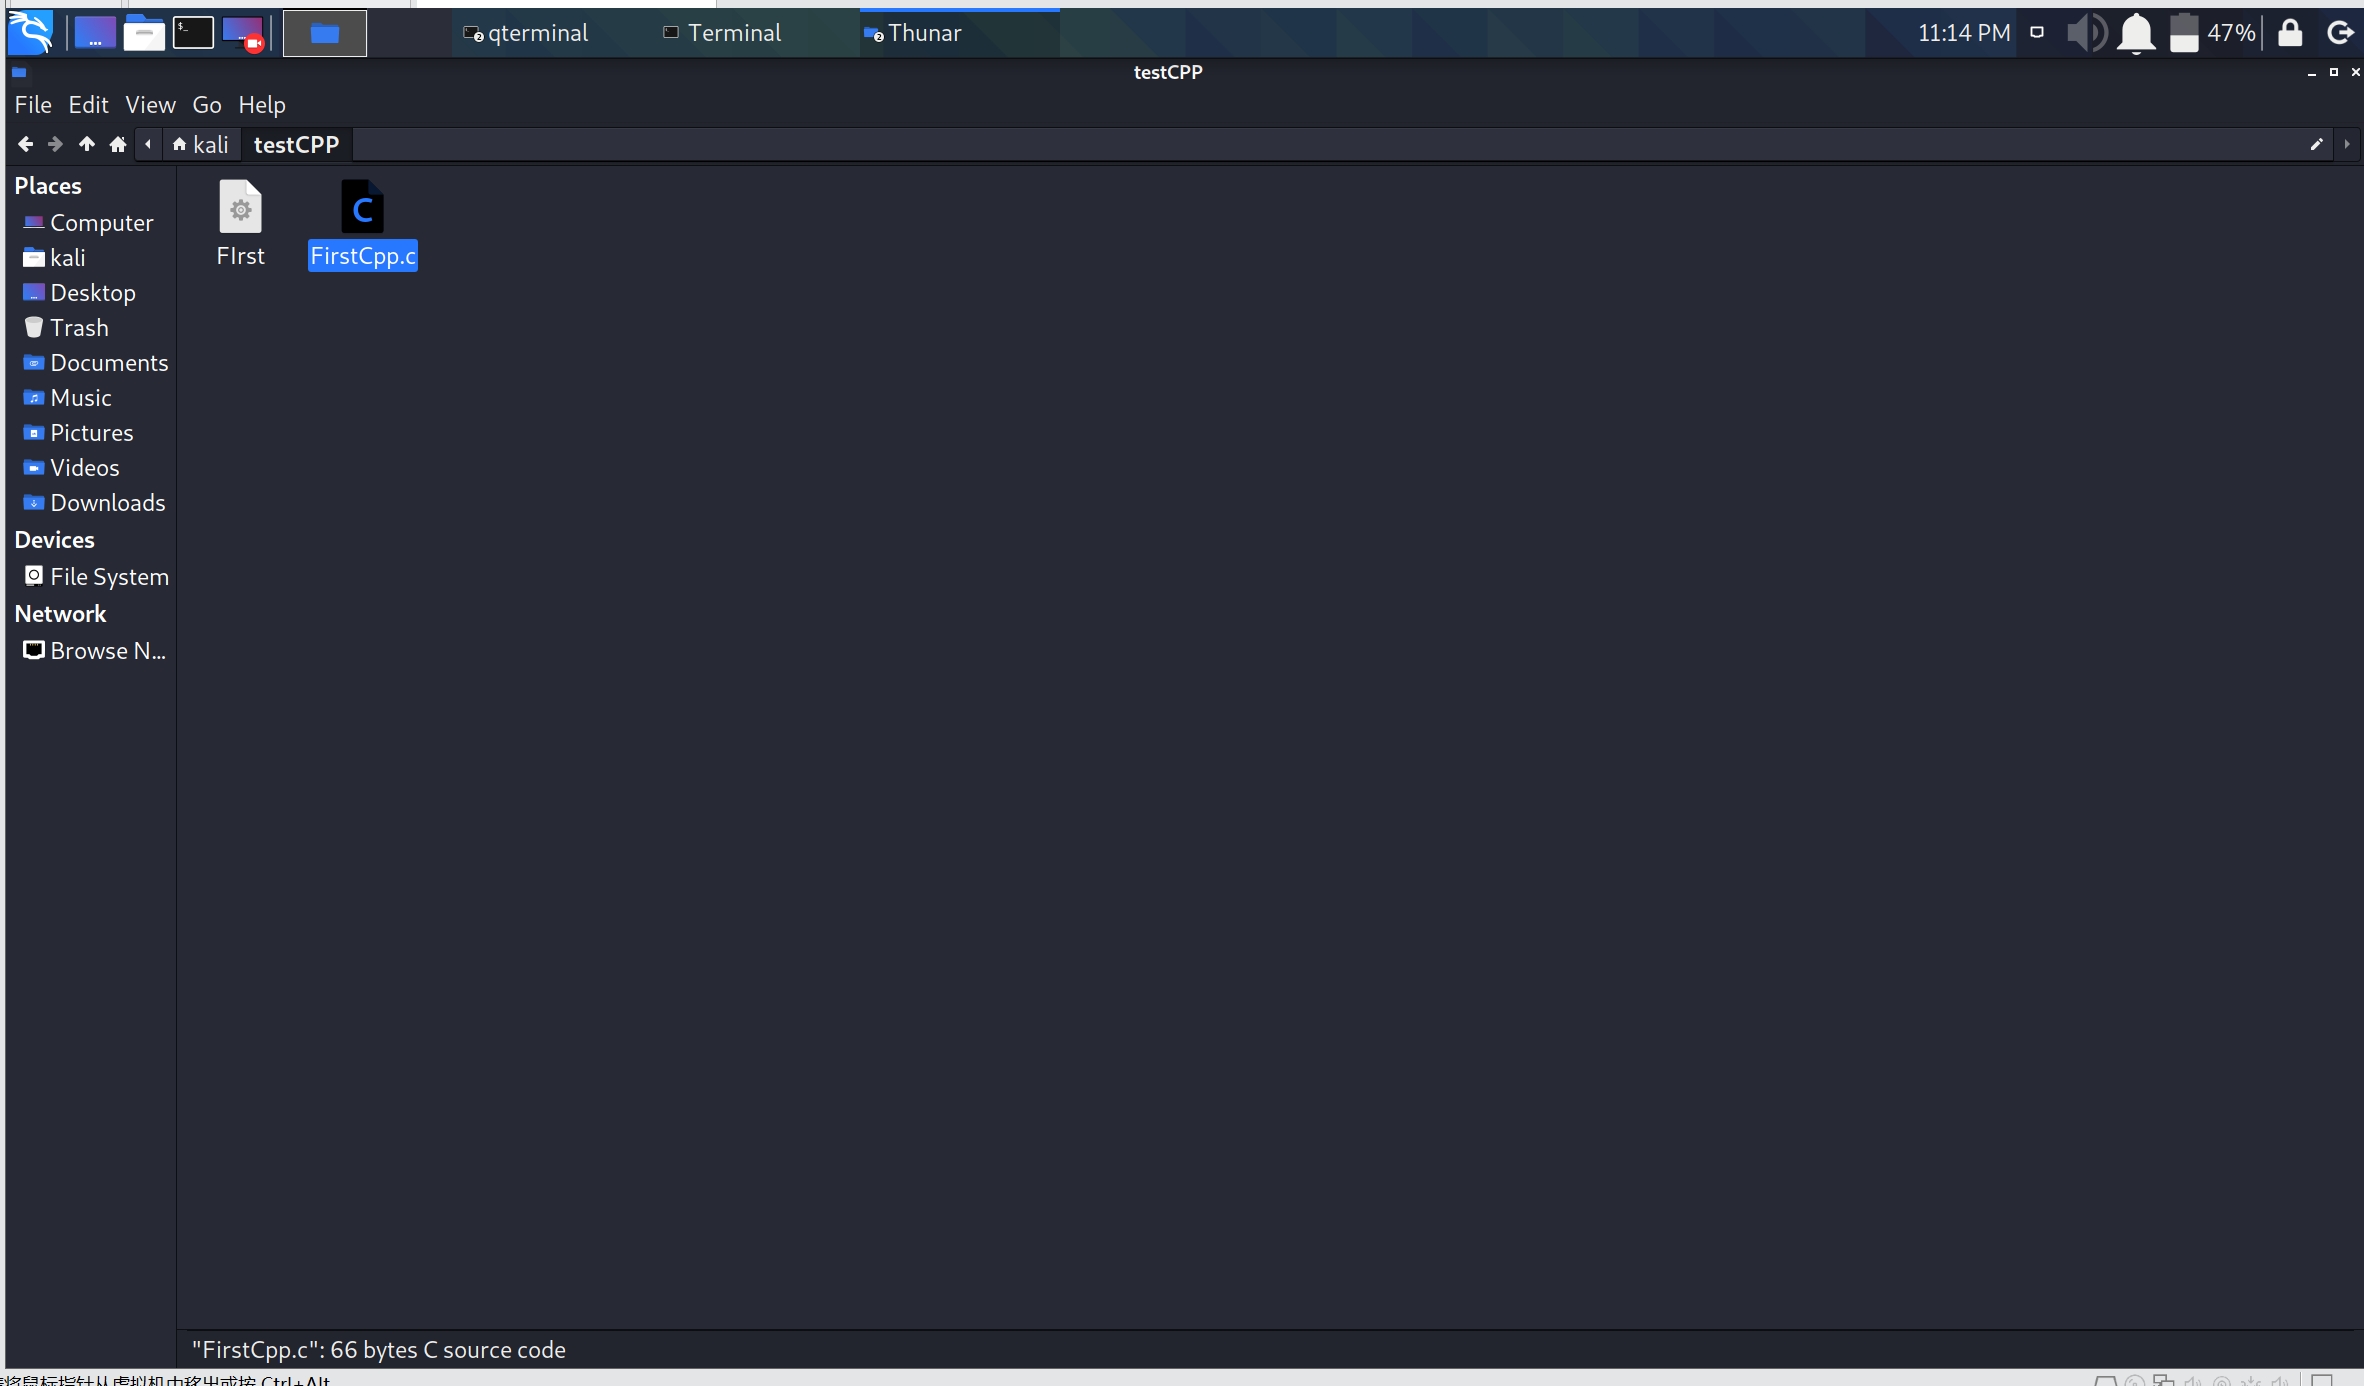 qterminal Terminal Thunar 11:14 PM 47%
testCPP
File Edit View Go Help
kali testCPP
Places
Computer
kali
Desktop
Trash
Documents
Music
Pictures
Videos
Downloads
Devices
File System
Network
Browse N...
FIrst FirstCpp.c
"FirstCpp.c": 66 bytes C source code
将鼠标指针从虚拟机中移出或按 Ctrl+Alt